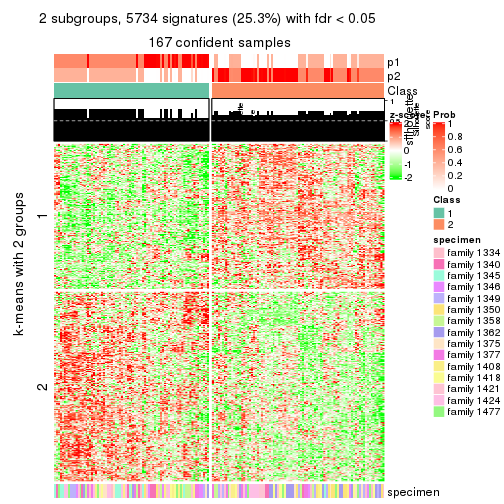 2 subgroups, 5734 signatures (25.3%) with fdr < 0.05
167 confident samples
p1
p2
Class
1
z-score
2
0
-1
-2
Silhouette
score
Prob
1
0.8
0.6
0.4
0.2
0
Class
1
2
specimen
family 1334
family 1340
family 1345
family 1346
family 1349
family 1350
family 1358
family 1362
family 1375
family 1377
family 1408
family 1418
family 1421
family 1424
family 1477
k-means with 2 groups
1
2
specimen